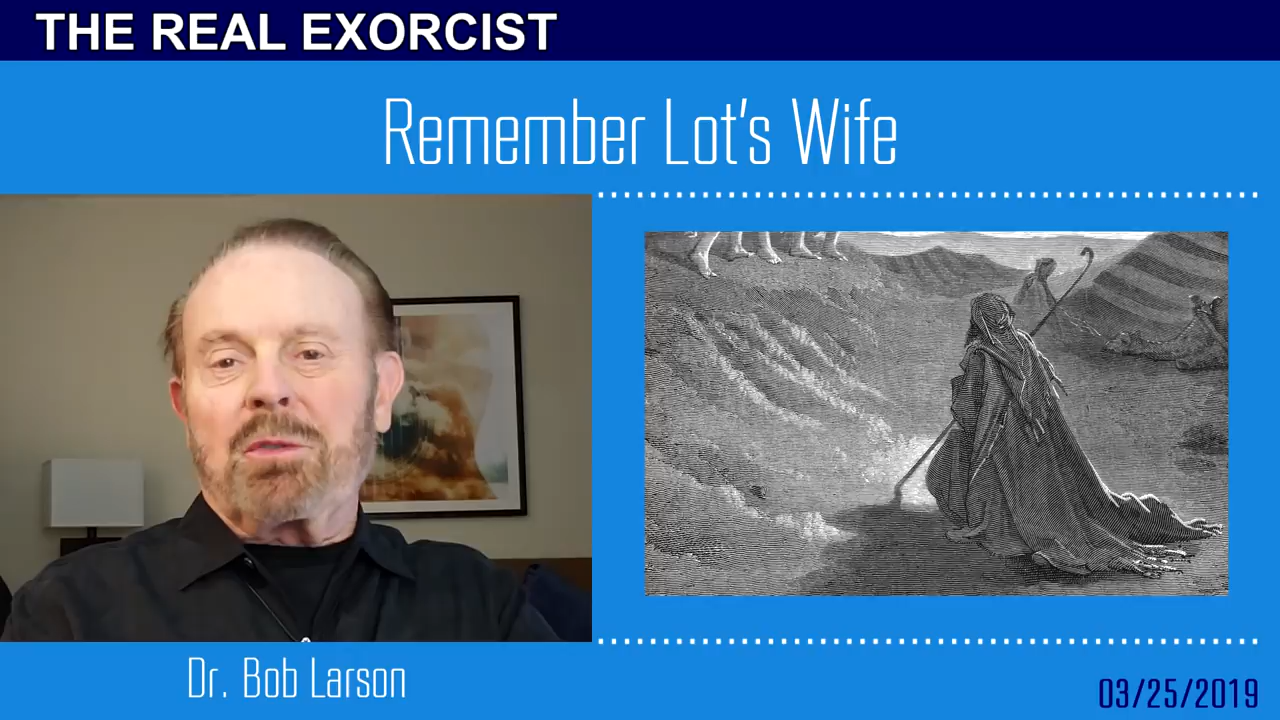 THE REAL EXORCIST
Remember Lot's Wife
Dr. Bob Larson
03/25/2019